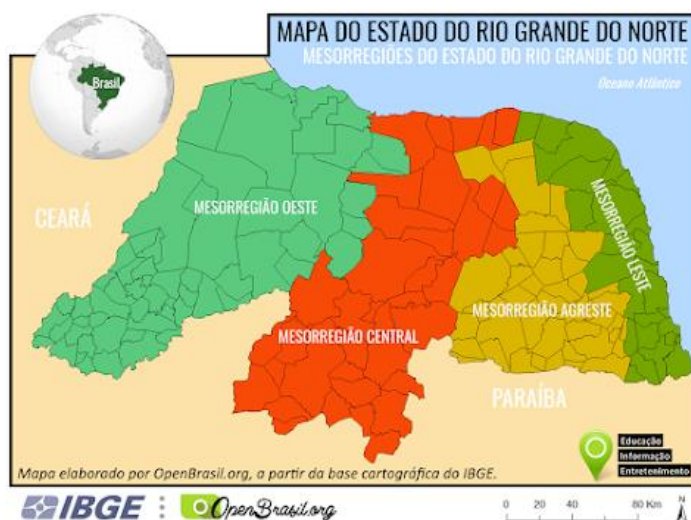 MAPA DO ESTADO DO RIO GRANDE DO NORTE
MESORREGIÕES DO ESTADO DO RIO GRANDE DO NORTE
Oceano Atlântico
Brasil
CEARÁ
MESORREGIÃO OESTE
MESORREGIÃO LESTE
MESORREGIÃO AGRESTE
MESORREGIÃO CENTRAL
PARAÍBA
Educação
Informação
Entretenimento
Mapa elaborado por OpenBrasil.org, a partir da base cartográfica do IBGE.
IBGE : OpenBrasil.org
0 20 40 80 Km
N